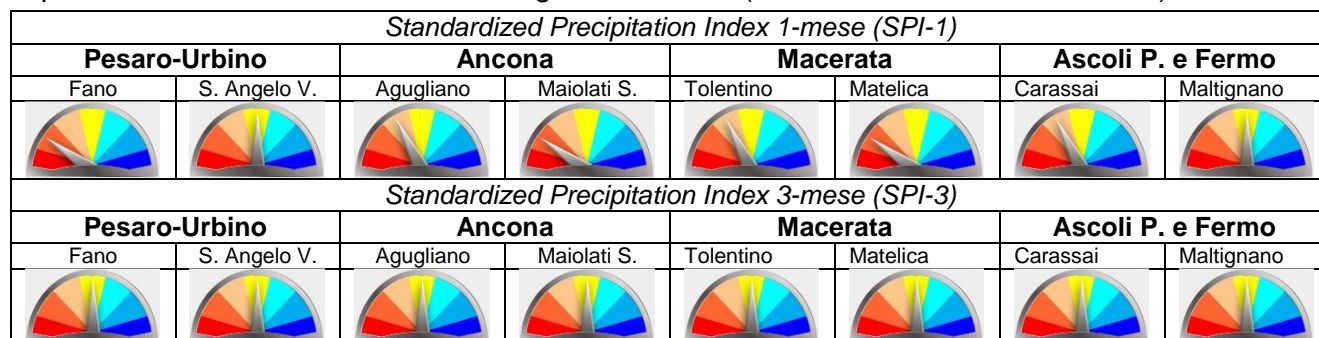 Standardized Precipitation Index 1-mese (SPI-1)
Pesaro-Urbino Ancona Macerata Ascoli P. e Fermo
Fano S. Angelo V. Agugliano Maiolati S. Tolentino Matelica Carassai Maltignano
Standardized Precipitation Index 3-mese (SPI-3)
Pesaro-Urbino Ancona Macerata Ascoli P. e Fermo
Fano S. Angelo V. Agugliano Maiolati S. Tolentino Matelica Carassai Maltignano